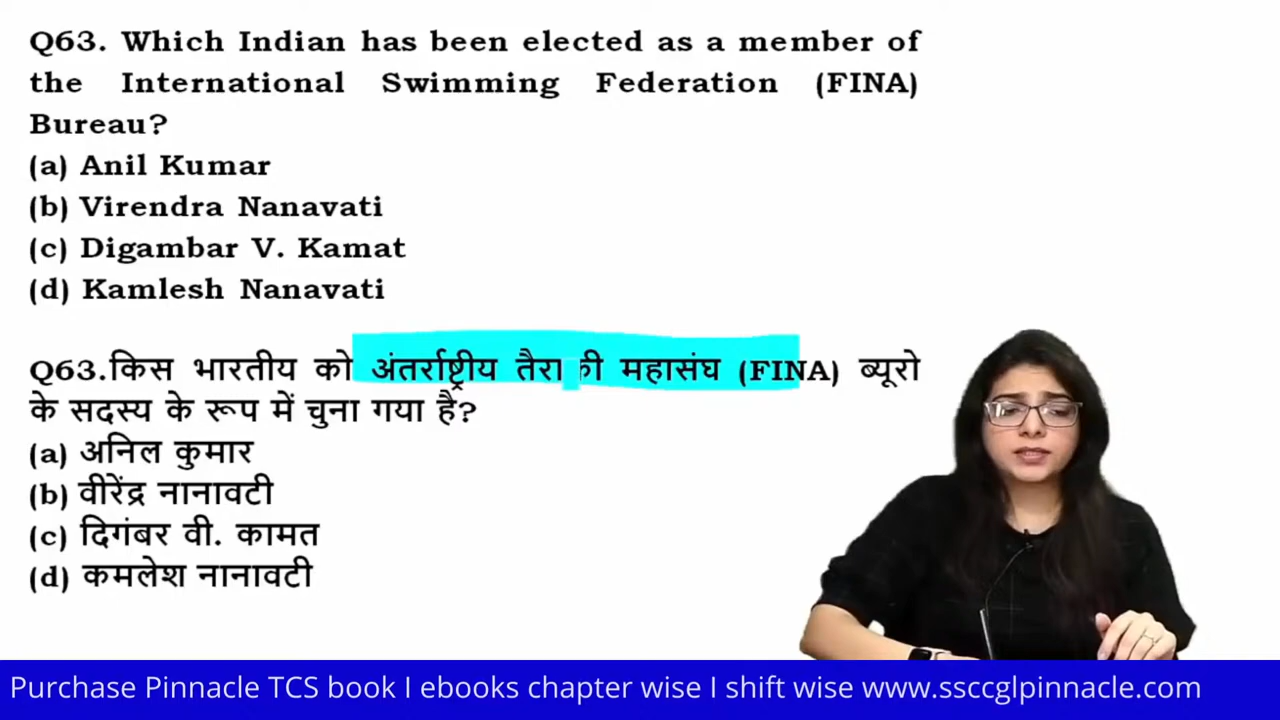 Q63. Which Indian has been elected as a member of
the International Swimming Federation (FINA)
Bureau?
(a) Anil Kumar
(b) Virendra Nanavati
(c) Digambar V. Kamat
(d) Kamlesh Nanavati
Q63.किस भारतीय को अंतर्राष्ट्रीय तैराकी महासंघ (FINA) ब्यूरो
के सदस्य के रूप में चुना गया है?
(a) अनिल कुमार
(b) वीरेंद्र नानावटी
(c) दिगंबर वी. कामत
(d) कमलेश नानावटी
Purchase Pinnacle TCS book I ebooks chapter wise I shift wise www.ssccglpinnacle.com